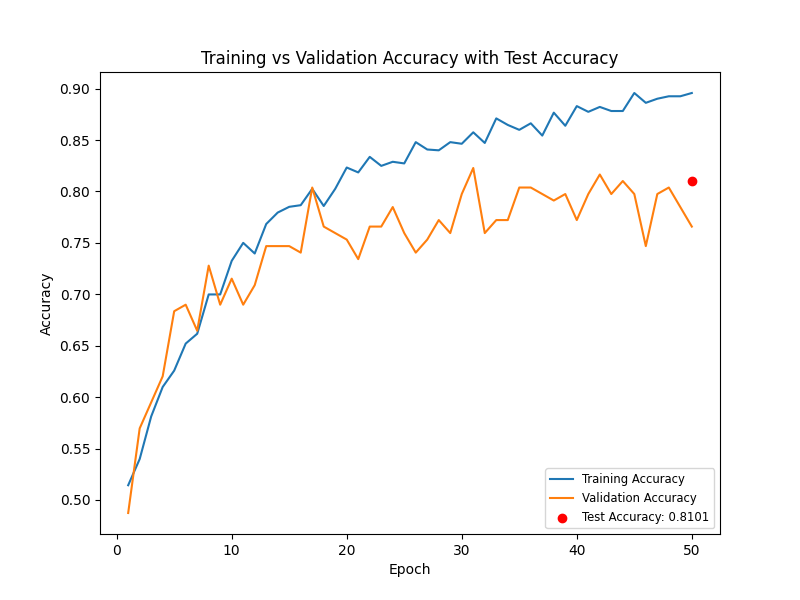 Training vs Validation Accuracy with Test Accuracy
Accuracy
0.90
0.85
0.80
0.75
0.70
0.65
0.60
0.55
0.50
Training Accuracy
Validation Accuracy
Test Accuracy: 0.8101
0 10 20 30 40 50
Epoch